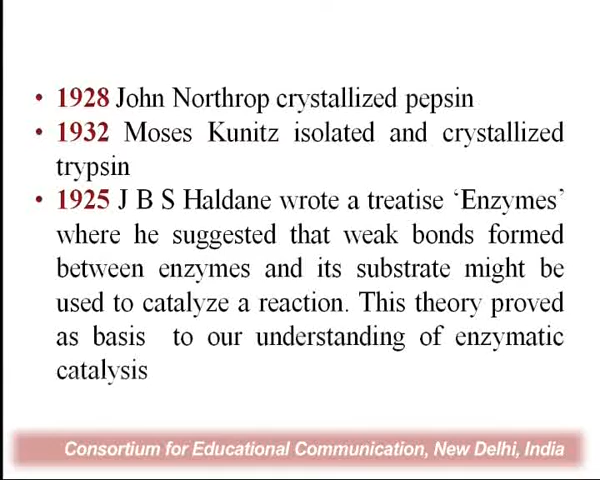 • 1928 John Northrop crystallized pepsin
• 1932 Moses Kunitz isolated and crystallized
trypsin
• 1925 J B S Haldane wrote a treatise ‘Enzymes’
where he suggested that weak bonds formed
between enzymes and its substrate might be
used to catalyze a reaction. This theory proved
as basis to our understanding of enzymatic
catalysis
Consortium for Educational Communication, New Delhi, India